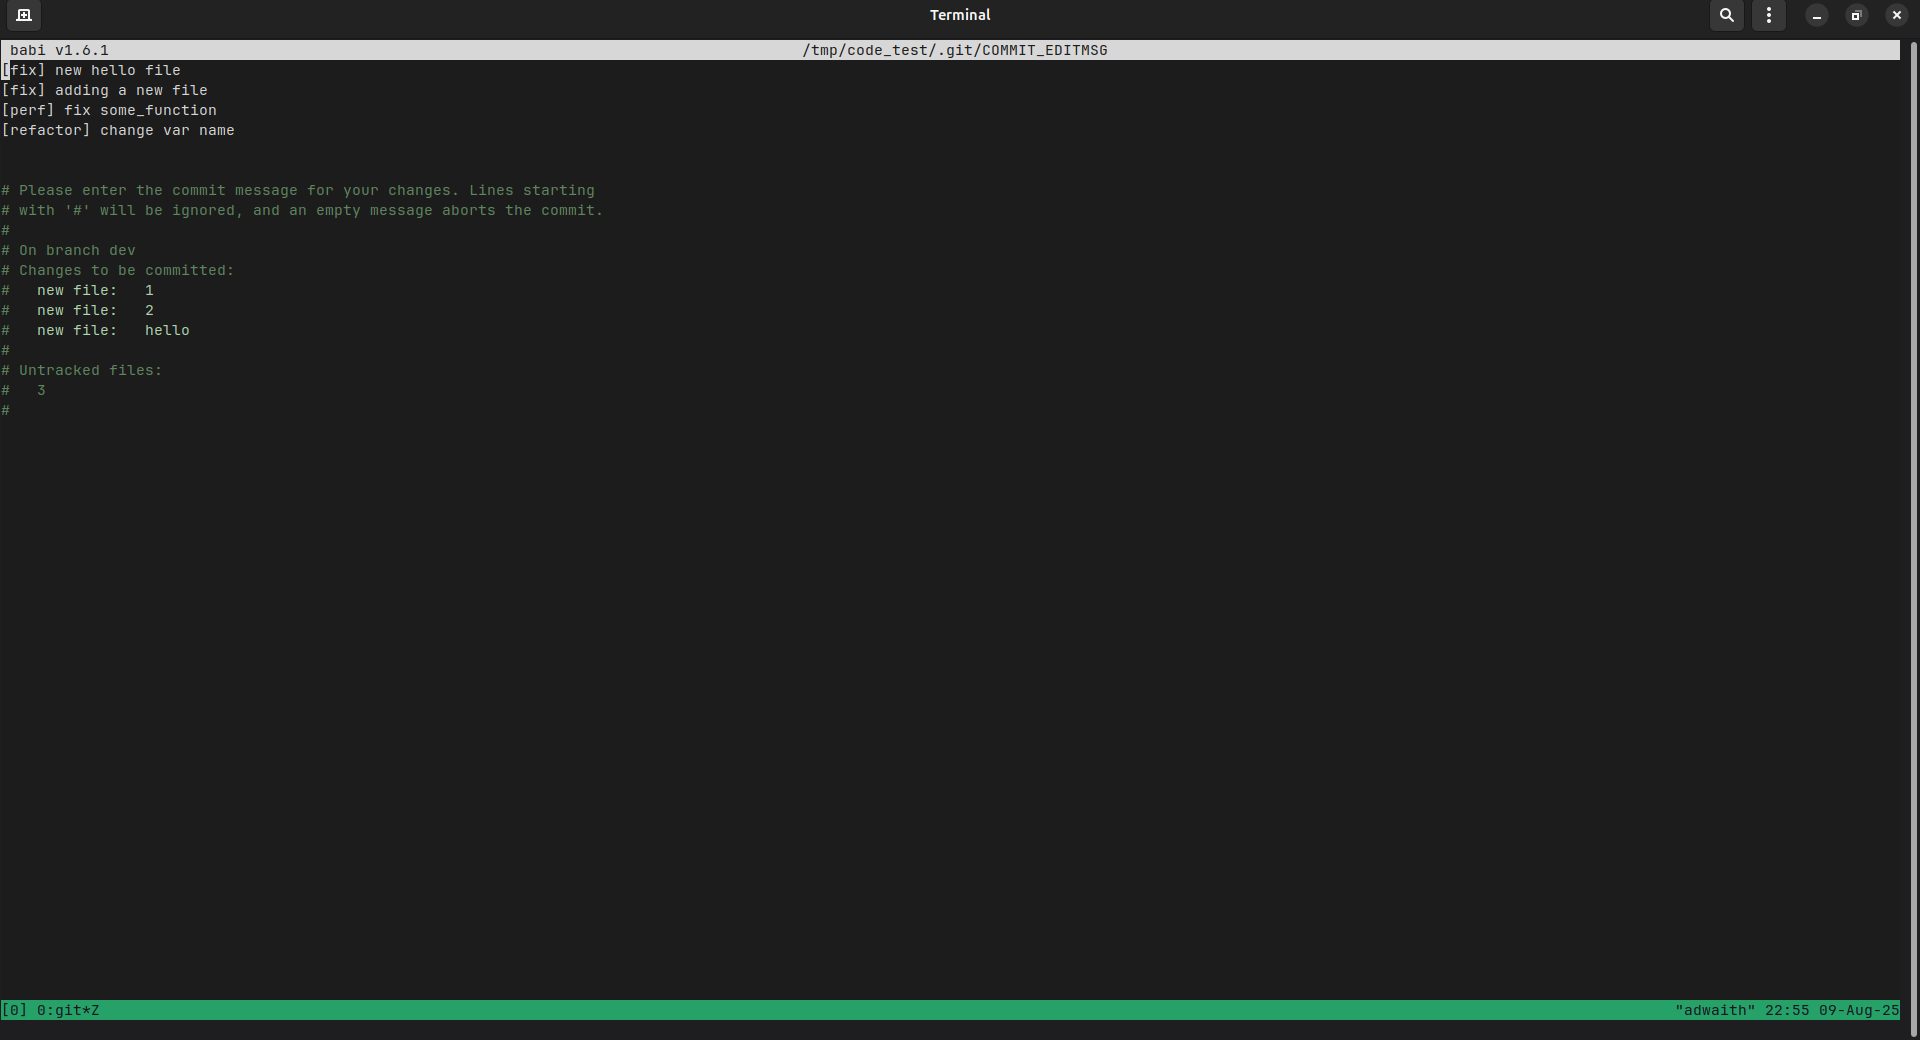 Terminal
babi v1.6.1 /tmp/code_test/.git/COMMIT_EDITMSG
[fix] new hello file
[fix] adding a new file
[perf] fix some_function
[refactor] change var name
# Please enter the commit message for your changes. Lines starting
# with '#' will be ignored, and an empty message aborts the commit.
#
# On branch dev
# Changes to be committed:
#   new file:   1
#   new file:   2
#   new file:   hello
#
# Untracked files:
#   3
#
[0] 0:git*Z "adwaith" 22:55 09-Aug-25